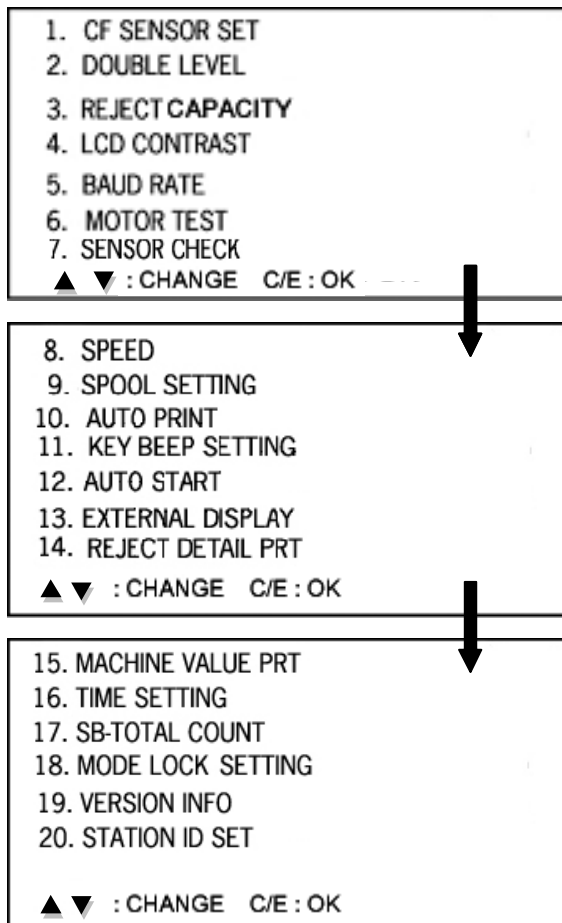 1. CF SENSOR SET
2. DOUBLE LEVEL
3. REJECT CAPACITY
4. LCD CONTRAST
5. BAUD RATE
6. MOTOR TEST
7. SENSOR CHECK
▲ ▼ : CHANGE C/E : OK
8. SPEED
9. SPOOL SETTING
10. AUTO PRINT
11. KEY BEEP SETTING
12. AUTO START
13. EXTERNAL DISPLAY
14. REJECT DETAIL PRT
▲ ▼ : CHANGE C/E : OK
15. MACHINE VALUE PRT
16. TIME SETTING
17. SB-TOTAL COUNT
18. MODE LOCK SETTING
19. VERSION INFO
20. STATION ID SET
▲ ▼ : CHANGE C/E : OK